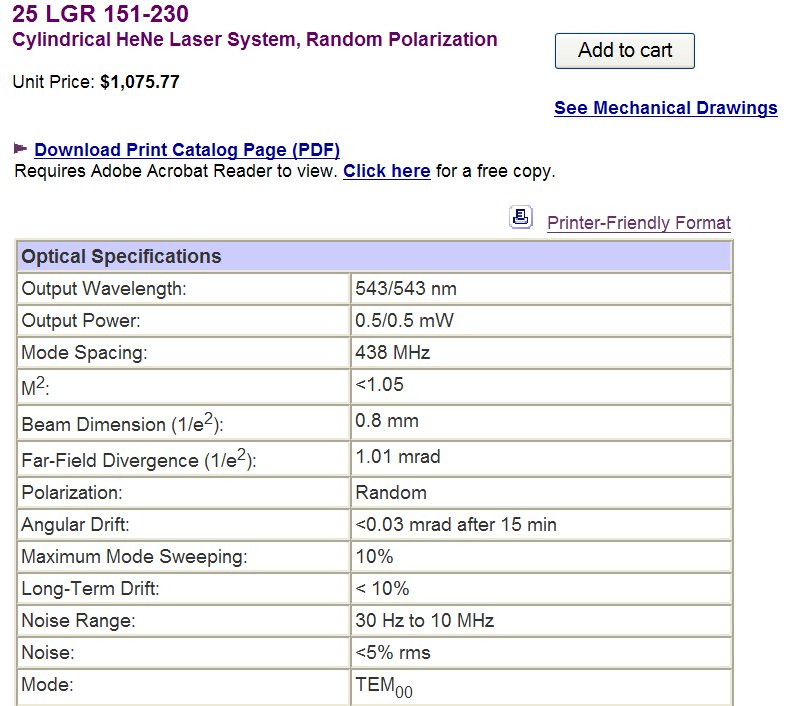 25 LGR 151-230
Cylindrical HeNe Laser System, Random Polarization
Add to cart
Unit Price: $1,075.77
See Mechanical Drawings
Download Print Catalog Page (PDF)
Requires Adobe Acrobat Reader to view. Click here for a free copy.
Printer-Friendly Format
Optical Specifications
Output Wavelength: 543/543 nm
Output Power: 0.5/0.5 mW
Mode Spacing: 438 MHz
M²: <1.05
Beam Dimension (1/e²): 0.8 mm
Far-Field Divergence (1/e²): 1.01 mrad
Polarization: Random
Angular Drift: <0.03 mrad after 15 min
Maximum Mode Sweeping: 10%
Long-Term Drift: < 10%
Noise Range: 30 Hz to 10 MHz
Noise: <5% rms
Mode: TEM₀₀